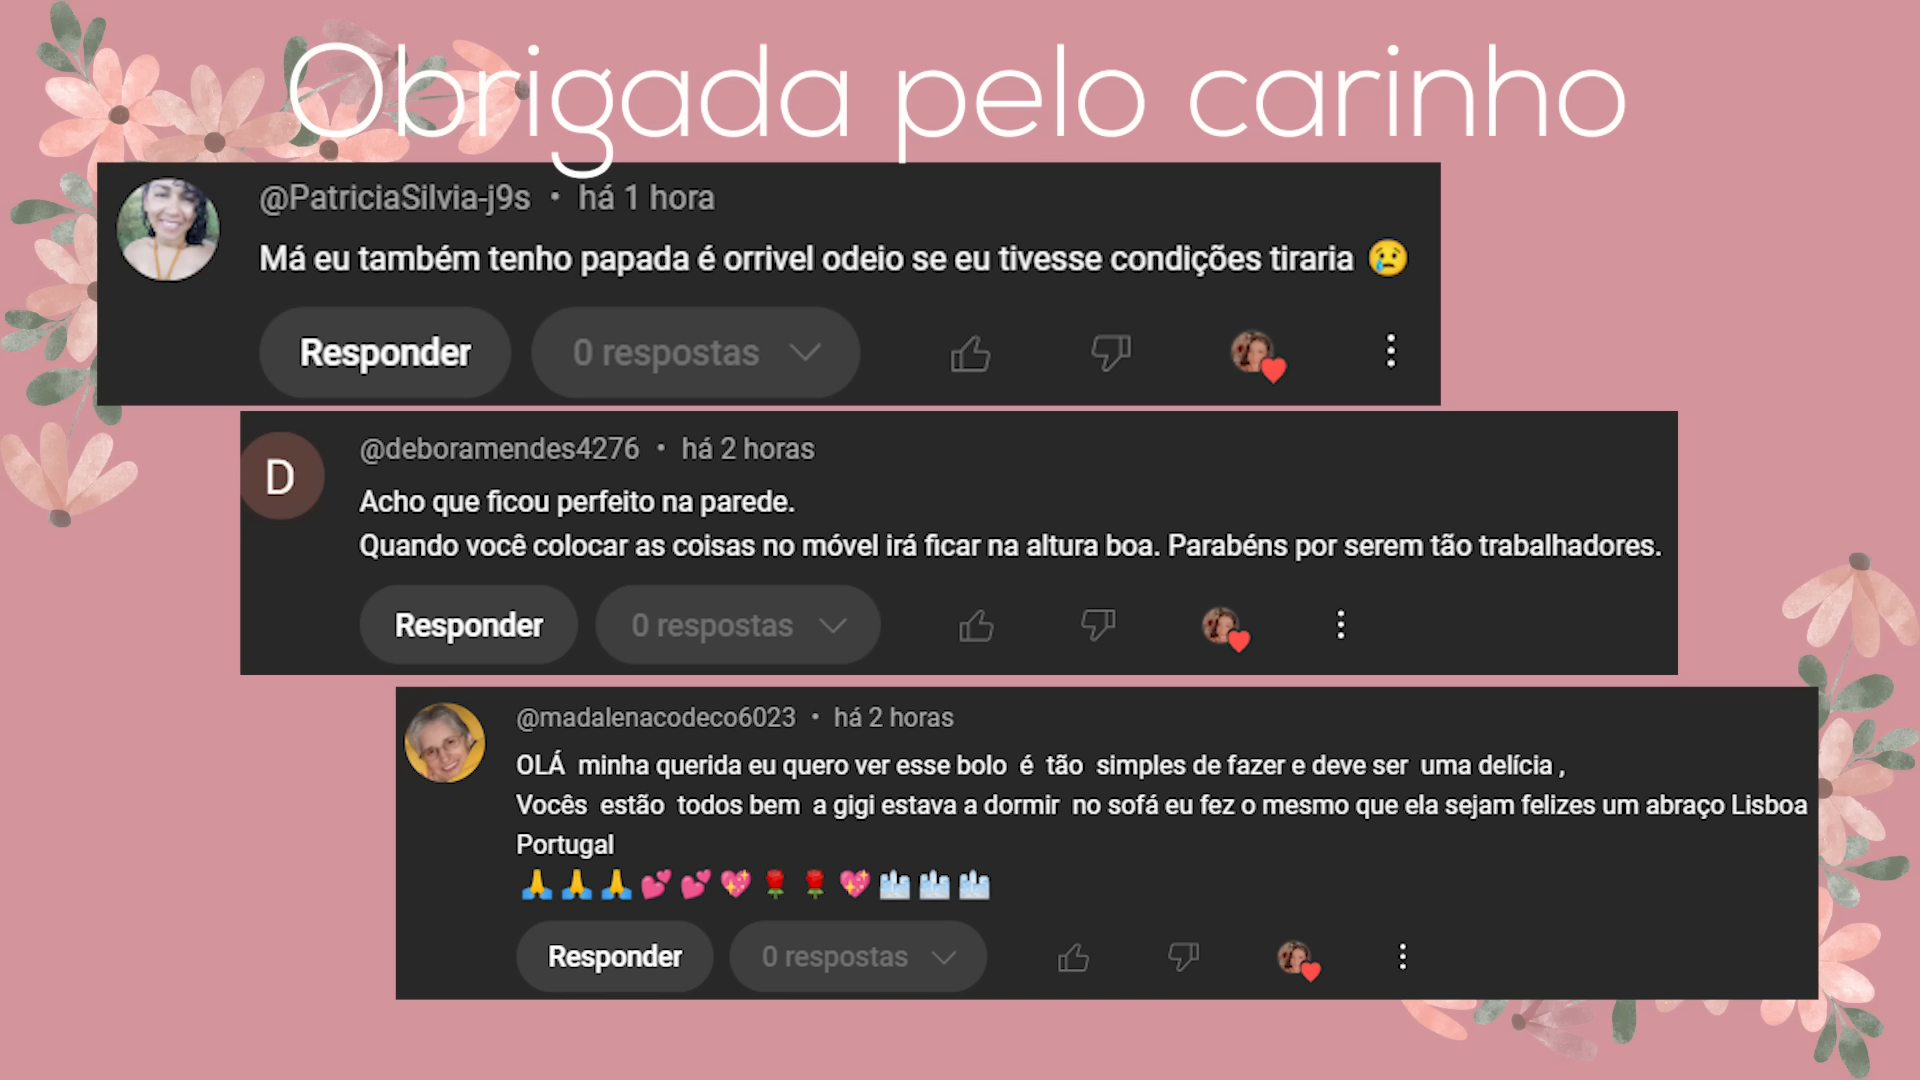 Obrigada pelo carinho
@PatriciaSilvia-j9s • há 1 hora
Má eu também tenho papada é orrivel odeio se eu tivesse condições tiraria 😢
Responder
0 respostas
@deboramendes4276 • há 2 horas
D
Acho que ficou perfeito na parede.
Quando você colocar as coisas no móvel irá ficar na altura boa. Parabéns por serem tão trabalhadores.
Responder
0 respostas
@madalenacodeco6023 • há 2 horas
OLÁ minha querida eu quero ver esse bolo é tão simples de fazer e deve ser uma delícia ,
Vocês estão todos bem a gigi estava a dormir no sofá eu fez o mesmo que ela sejam felizes um abraço Lisboa
Portugal
🙏🙏🙏💕💕💖🌹🌹💖🏙🏙🏙
Responder
0 respostas